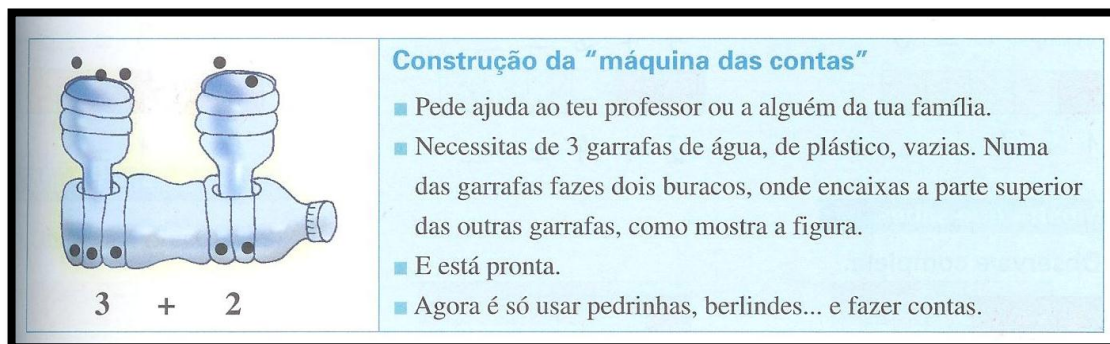 Construção da “máquina das contas”
Pede ajuda ao teu professor ou a alguém da tua família.
Necessitas de 3 garrafas de água, de plástico, vazias. Numa
das garrafas fazes dois buracos, onde encaixas a parte superior
das outras garrafas, como mostra a figura.
E está pronta.
Agora é só usar pedrinhas, berlindes... e fazer contas.
3 + 2